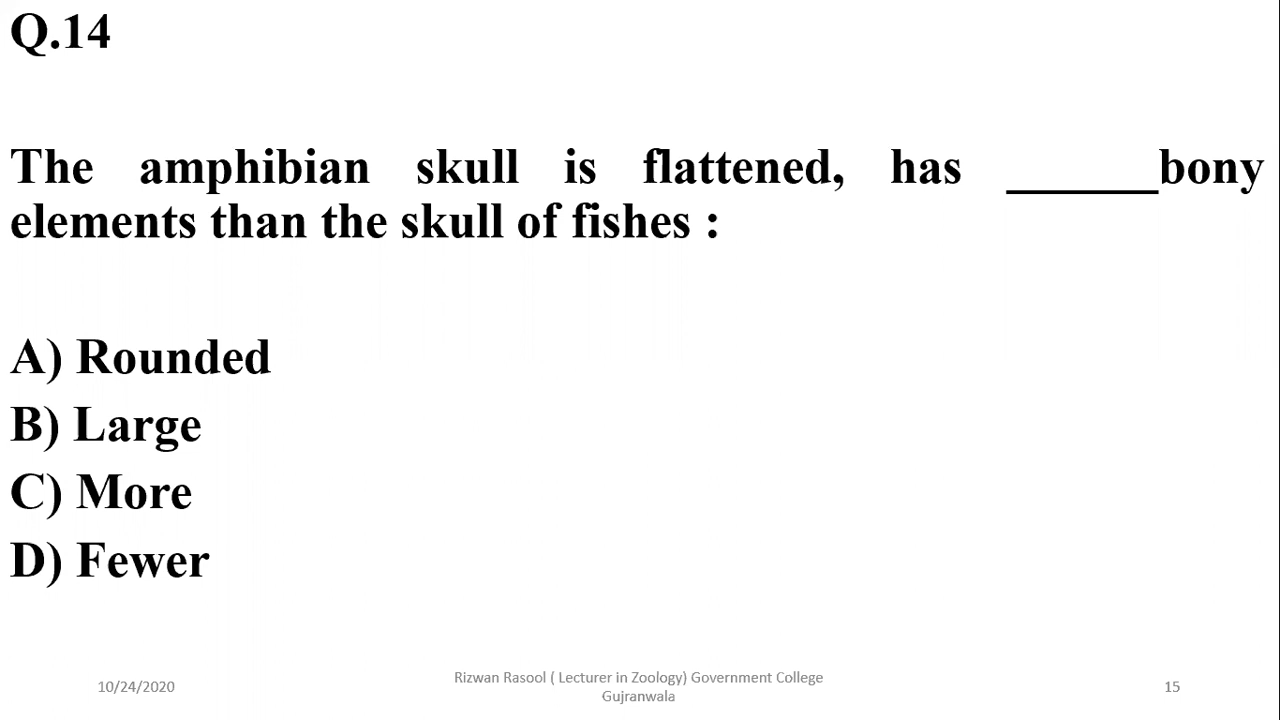 Q.14
The amphibian skull is flattened, has ______bony
elements than the skull of fishes :
A) Rounded
B) Large
C) More
D) Fewer
10/24/2020
Rizwan Rasool ( Lecturer in Zoology) Government College
Gujranwala
15